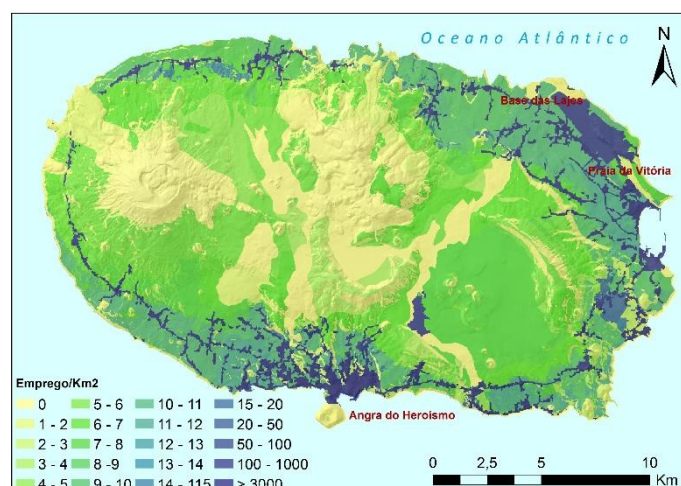 Oceano Atlântico
N
Base das Lajes
Praia da Vitória
Angra do Heroísmo
Emprego/Km2
0 5 - 6 10 - 11 15 - 20
1 - 2 6 - 7 11 - 12 20 - 50
2 - 3 7 - 8 12 - 13 50 - 100
3 - 4 8 -9 13 - 14 100 - 1000
4 - 5 9 - 10 14 - 115 > 3000
0 2,5 5 10
Km